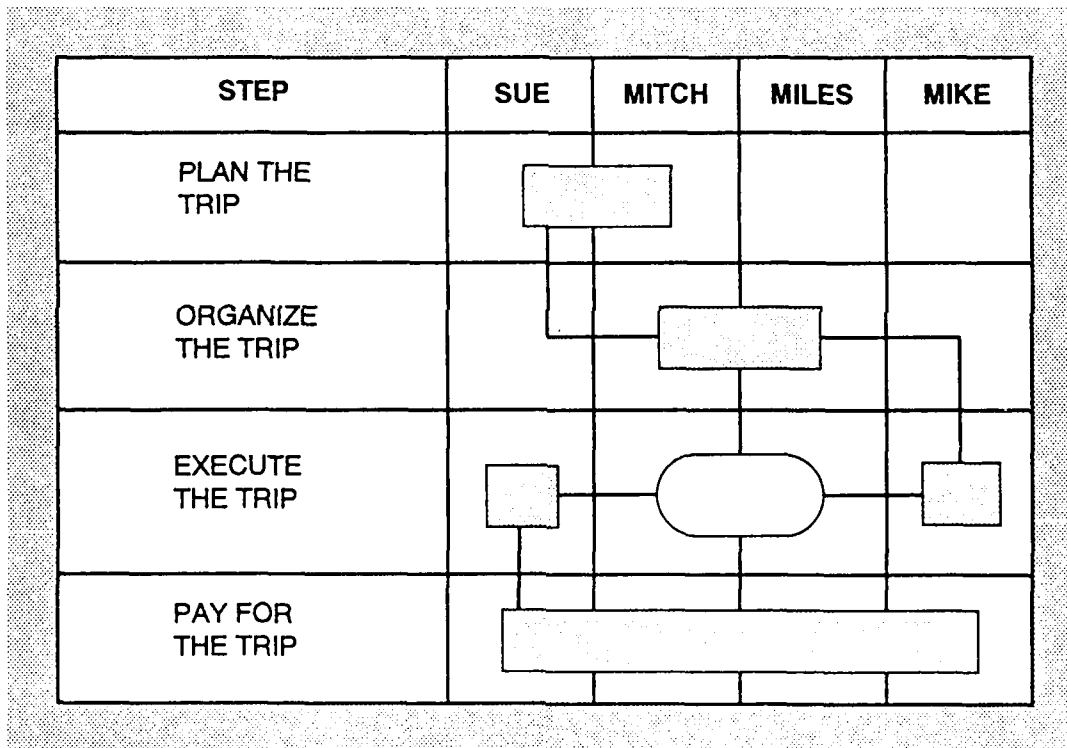 STEP SUE MITCH MILES MIKE
PLAN THE
TRIP
ORGANIZE
THE TRIP
EXECUTE
THE TRIP
PAY FOR
THE TRIP